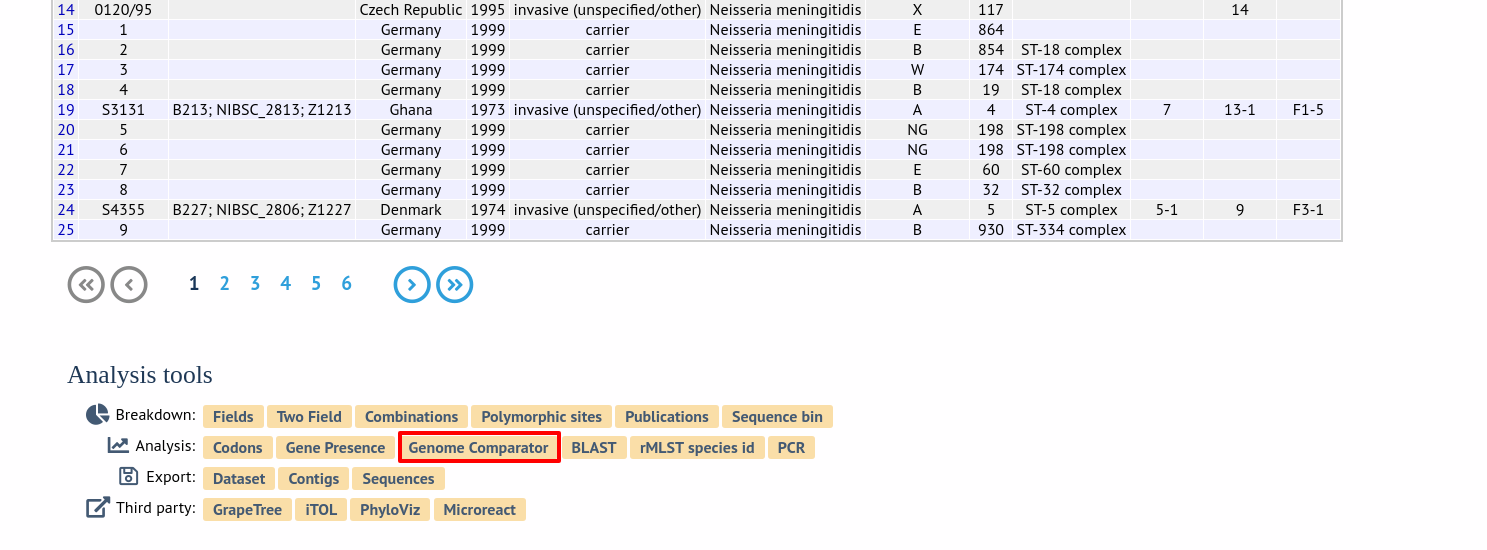 14 0120/95 Czech Republic 1995 invasive (unspecified/other) Neisseria meningitidis X 117 14
15 1 Germany 1999 carrier Neisseria meningitidis E 864
16 2 Germany 1999 carrier Neisseria meningitidis B 854 ST-18 complex
17 3 Germany 1999 carrier Neisseria meningitidis W 174 ST-174 complex
18 4 Germany 1999 carrier Neisseria meningitidis B 19 ST-18 complex
19 S3131 B213; NIBSC_2813; Z1213 Ghana 1973 invasive (unspecified/other) Neisseria meningitidis A 4 ST-4 complex 7 13-1 F1-5
20 5 Germany 1999 carrier Neisseria meningitidis NG 198 ST-198 complex
21 6 Germany 1999 carrier Neisseria meningitidis NG 198 ST-198 complex
22 7 Germany 1999 carrier Neisseria meningitidis E 60 ST-60 complex
23 8 Germany 1999 carrier Neisseria meningitidis B 32 ST-32 complex
24 S4355 B227; NIBSC_2806; Z1227 Denmark 1974 invasive (unspecified/other) Neisseria meningitidis A 5 ST-5 complex 5-1 9 F3-1
25 9 Germany 1999 carrier Neisseria meningitidis B 930 ST-334 complex
1 2 3 4 5 6
Analysis tools
Breakdown: Fields Two Field Combinations Polymorphic sites Publications Sequence bin
Analysis: Codons Gene Presence Genome Comparator BLAST rMLST species id PCR
Export: Dataset Contigs Sequences
Third party: GrapeTree iTOL PhyloViz Microreact